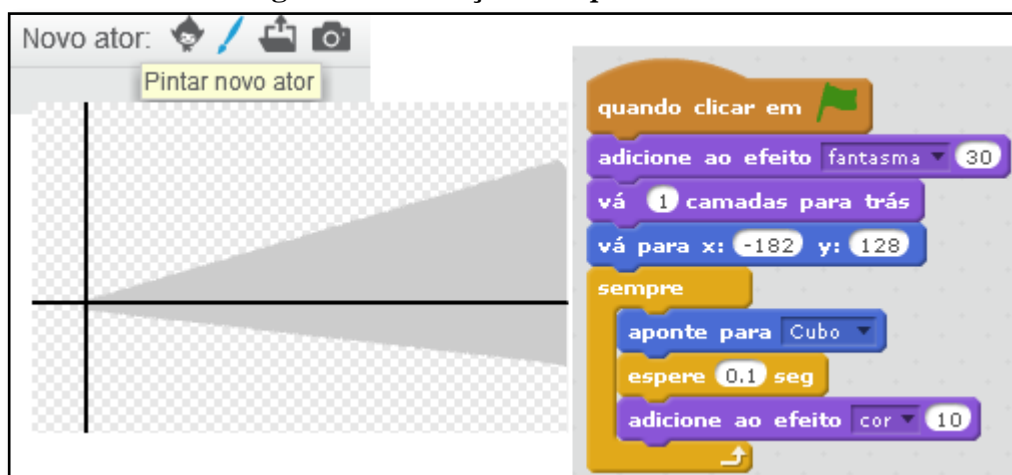 Novo ator:
Pintar novo ator
quando clicar em
adicione ao efeito fantasma 30
vá 1 camadas para trás
vá para x: -182 y: 128
sempre
aponte para Cubo
espere 0.1 seg
adicione ao efeito cor 10